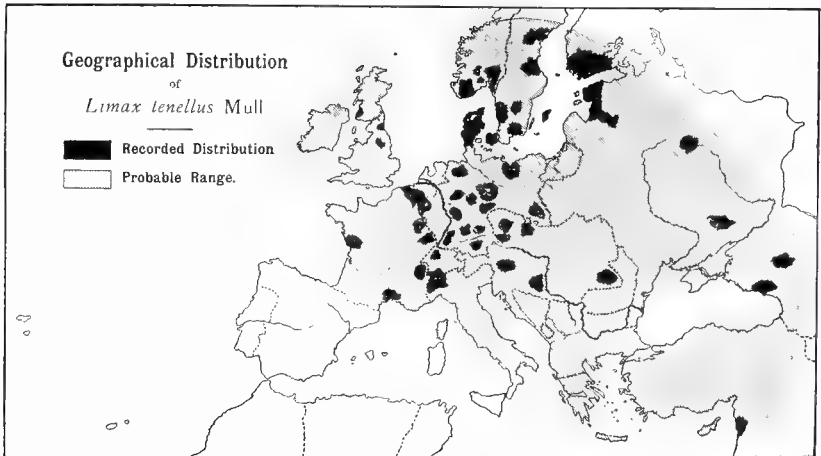 Geographical Distribution
of
Limax tenellus Mull
Recorded Distribution
Probable Range.